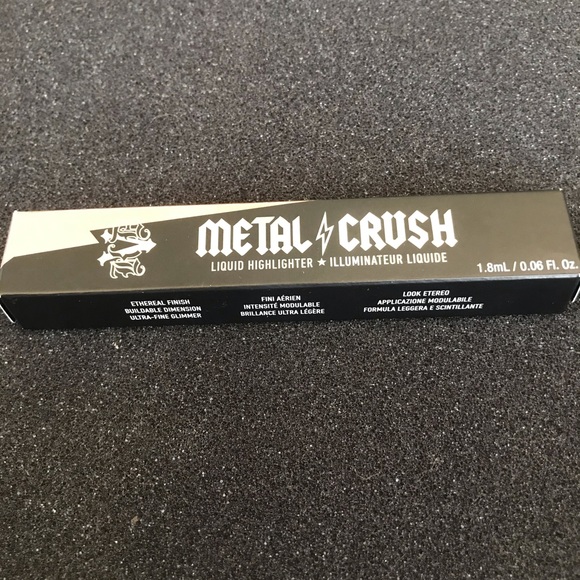 METAL CRUSH
LIQUID HIGHLIGHTER ★ ILLUMINATEUR LIQUIDE
1.8mL / 0.06 Fl. Oz.
ETHEREAL FINISH
BUILDABLE DIMENSION
ULTRA-FINE GLIMMER
FINI AÉRIEN
INTENSITÉ MODULABLE
BRILLANCE ULTRA LÉGÈRE
LOOK ETEREO
APPLICAZIONE MODULABILE
FORMULA LEGGERA E SCINTILLANTE